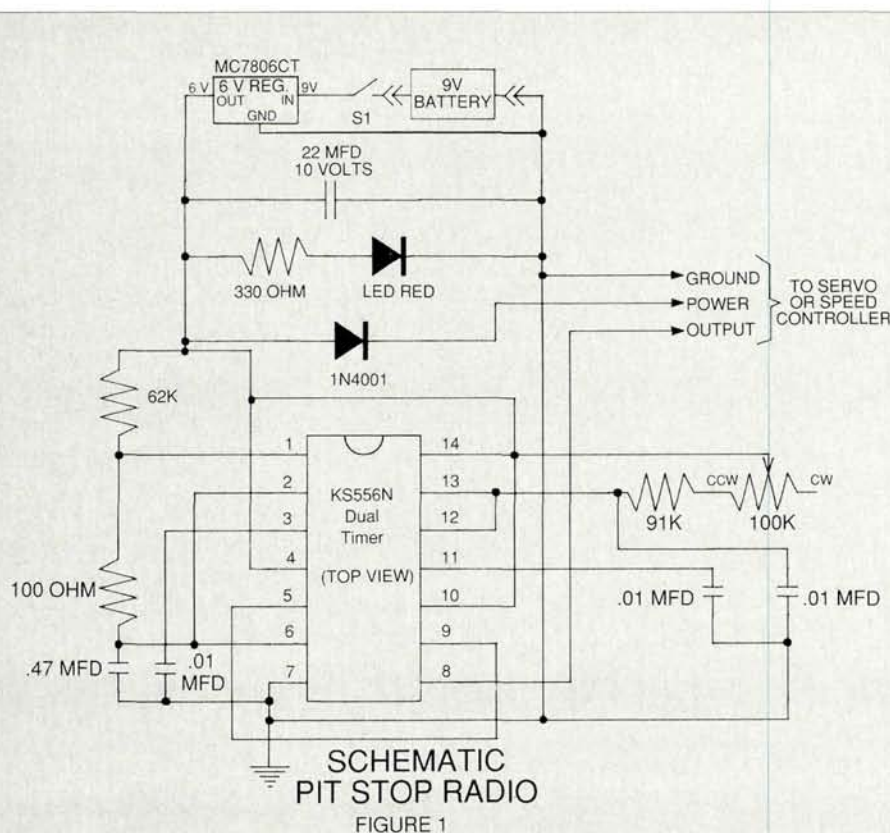 MC7806CT
6 V
6 V REG.
9V
OUT IN
GND
S1
9V
BATTERY
22 MFD
10 VOLTS
330 OHM
LED RED
GROUND
POWER
OUTPUT
TO SERVO
OR SPEED
CONTROLLER
1N4001
62K
1
2
3
4
5
6
7
14
13
12
11
10
9
8
KS556N
Dual
Timer
(TOP VIEW)
CCW
CW
91K
100K
100 OHM
.47 MFD
.01
MFD
.01 MFD
.01 MFD
SCHEMATIC
PIT STOP RADIO
FIGURE 1